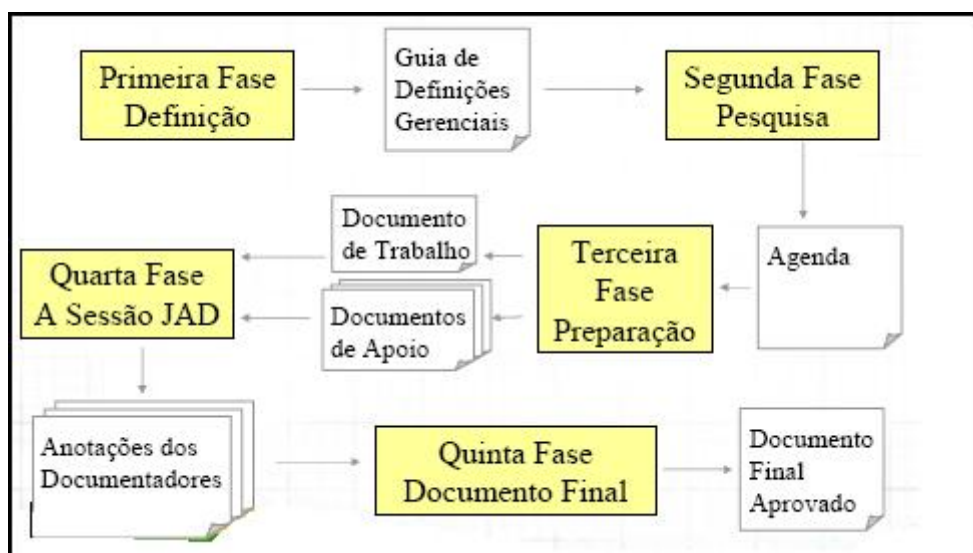 Primeira Fase
Definição
Guia de
Definições
Gerenciais
Segunda Fase
Pesquisa
Agenda
Terceira
Fase
Preparação
Documento
de Trabalho
Documentos
de Apoio
Quarta Fase
A Sessão JAD
Anotações dos
Documentadores
Quinta Fase
Documento Final
Documento
Final
Aprovado